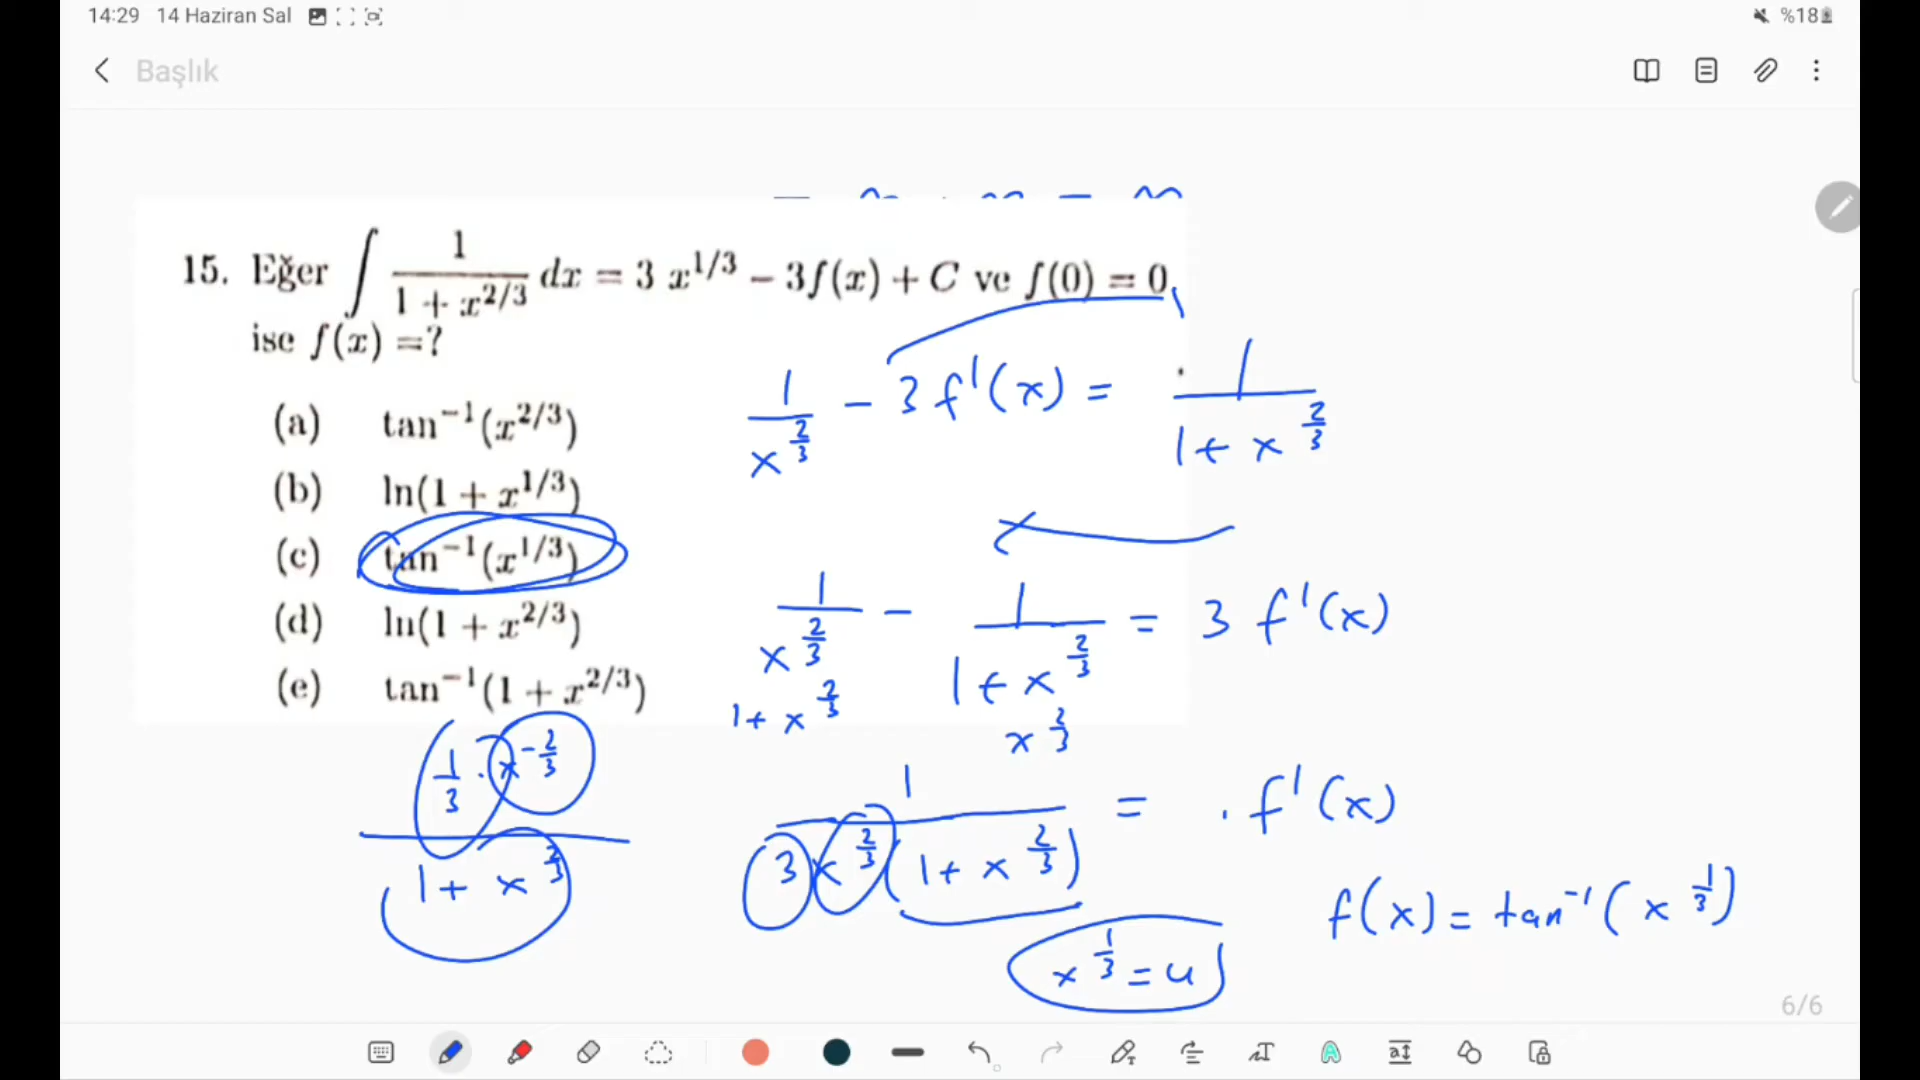 14:29 14 Haziran Sal
%18
Başlık
15. Eğer ∫ 1/(1 + x^{2/3}) dx = 3 x^{1/3} − 3f(x) + C ve f(0) = 0,
ise f(x) =?
(a) tan⁻¹(x^{2/3})
(b) ln(1 + x^{1/3})
(c) tan⁻¹(x^{1/3})
(d) ln(1 + x^{2/3})
(e) tan⁻¹(1 + x^{2/3})
1/x^{2/3} − 3 f'(x) = 1/(1 + x^{2/3})
1/x^{2/3} − 1/(1 + x^{2/3}) = 3 f'(x)
1 + x^{2/3} x^{2/3}
(1/3 · x^{-2/3})/(1 + x^{2/3})
1/(3 x^{2/3} (1 + x^{2/3})) = · f'(x)
f(x) = tan⁻¹(x^{1/3})
x^{1/3} = u
6/6